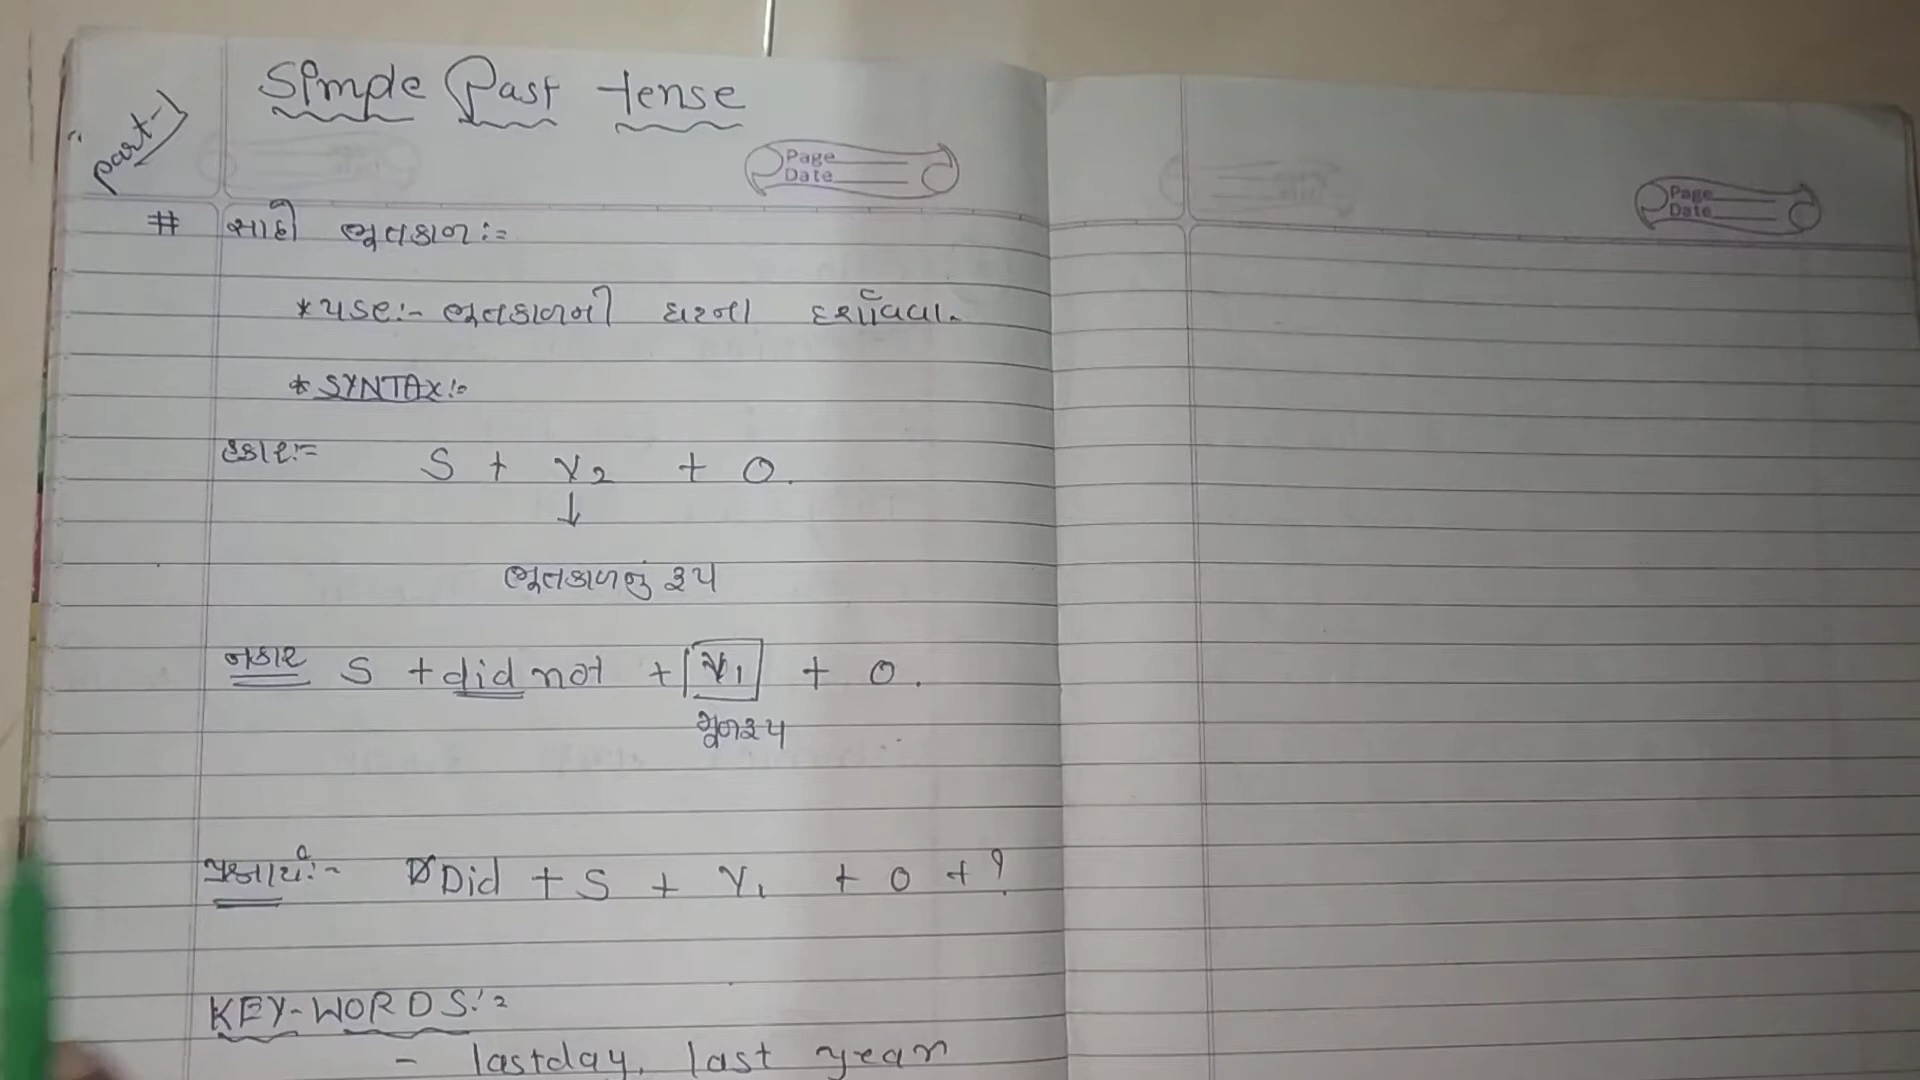 Simple Past tense
Part-1
Page
Date
Page
Date
# સાદો ભૂતકાળ:=
* :- ભૂતકાળની ઘટના દર્શાવવા.
* SYNTAX:-
હકાર:-
S + V2 + O.
↓
ભૂતકાળનું રૂપ
નકાર S + did not + V1 + O.
મૂળરૂપ
પ્રશ્નાર્થ:- Did + S + V1 + O + ?
KEY-WORDS:-
- lastday, last year